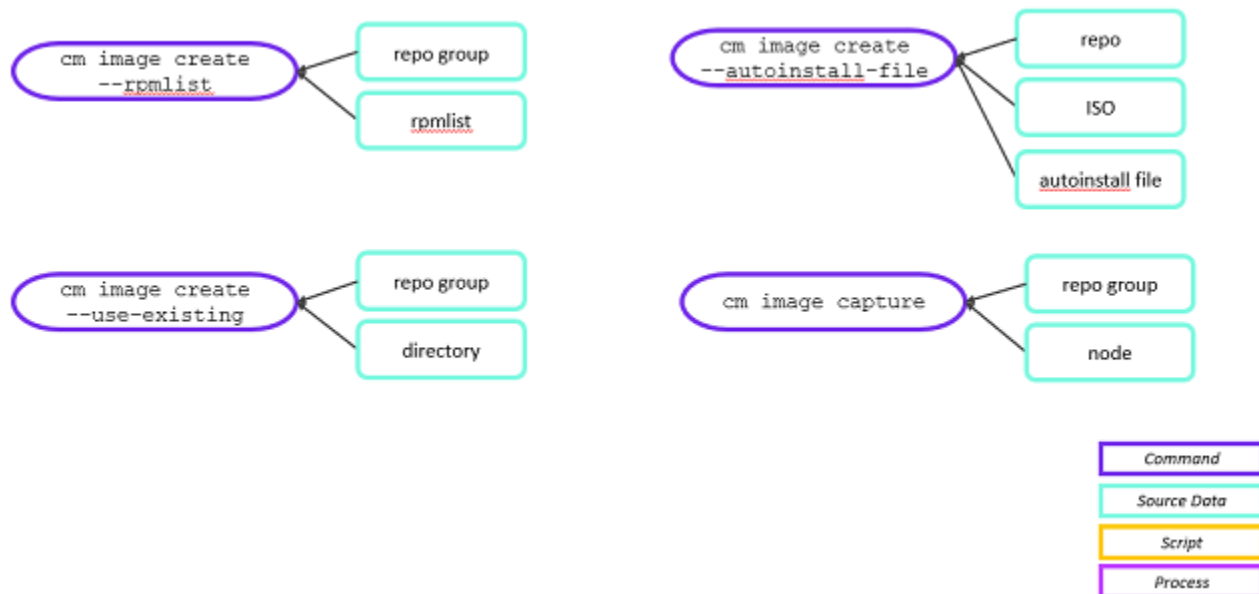 cm image create
--rpmlist
repo group
rpmlist
cm image create
--autoinstall-file
repo
ISO
autoinstall file
cm image create
--use-existing
repo group
directory
cm image capture
repo group
node
Command
Source Data
Script
Process